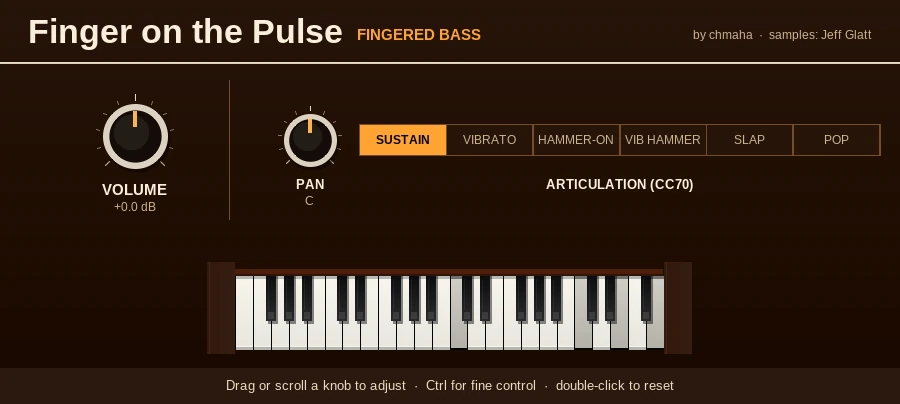 Finger on the Pulse FINGERED BASS
by chmaha · samples: Jeff Glatt
SUSTAIN VIBRATO HAMMER-ON VIB HAMMER SLAP POP
VOLUME
+0.0 dB
PAN
C
ARTICULATION (CC70)
Drag or scroll a knob to adjust · Ctrl for fine control · double-click to reset